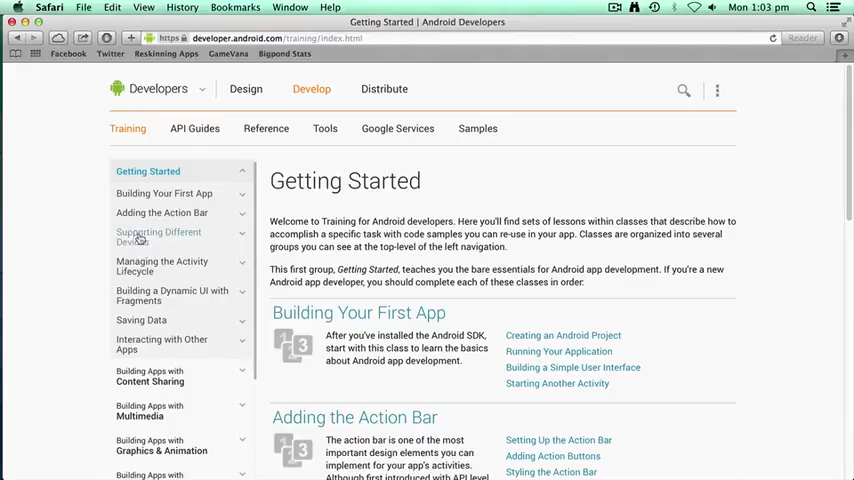 Safari File Edit View History Bookmarks Window Help Mon 1:03 pm
Getting Started | Android Developers
https developer.android.com/training/index.html Reader
Facebook Twitter Reskinning Apps GameVana Bigpond Stats
Developers Design Develop Distribute
Training API Guides Reference Tools Google Services Samples
Getting Started
Building Your First App
Adding the Action Bar
Supporting Different
Devices
Managing the Activity
Lifecycle
Building a Dynamic UI with
Fragments
Saving Data
Interacting with Other
Apps
Building Apps with
Content Sharing
Building Apps with
Multimedia
Building Apps with
Graphics & Animation
Building Apps with
Getting Started
Welcome to Training for Android developers. Here you'll find sets of lessons within classes that describe how to
accomplish a specific task with code samples you can re-use in your app. Classes are organized into several
groups you can see at the top-level of the left navigation.
This first group, Getting Started, teaches you the bare essentials for Android app development. If you're a new
Android app developer, you should complete each of these classes in order:
Building Your First App
After you've installed the Android SDK,
start with this class to learn the basics
about Android app development.
Creating an Android Project
Running Your Application
Building a Simple User Interface
Starting Another Activity
Adding the Action Bar
The action bar is one of the most
important design elements you can
implement for your app's activities.
Although first introduced with API level
Setting Up the Action Bar
Adding Action Buttons
Styling the Action Bar